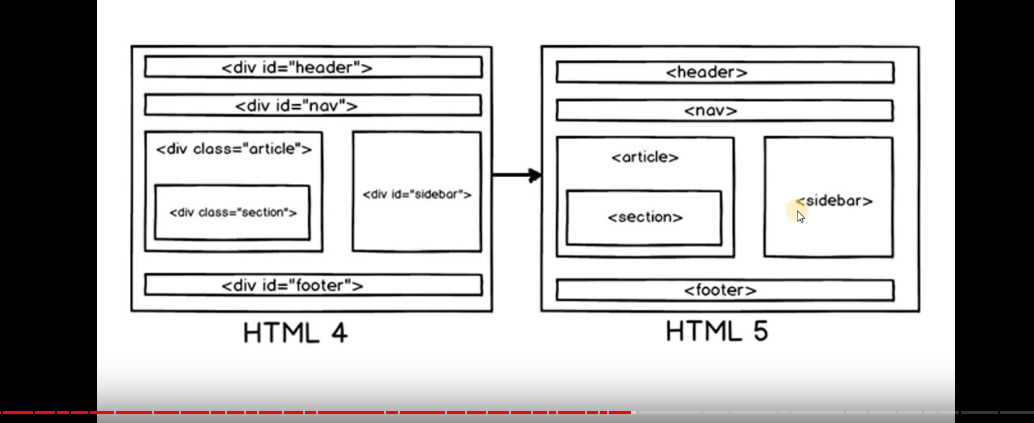 <div id="header">
<div id="nav">
<div class="article">
<div class="section">
<div id="sidebar">
<div id="footer">
HTML 4
<header>
<nav>
<article>
<section>
<sidebar>
<footer>
HTML 5